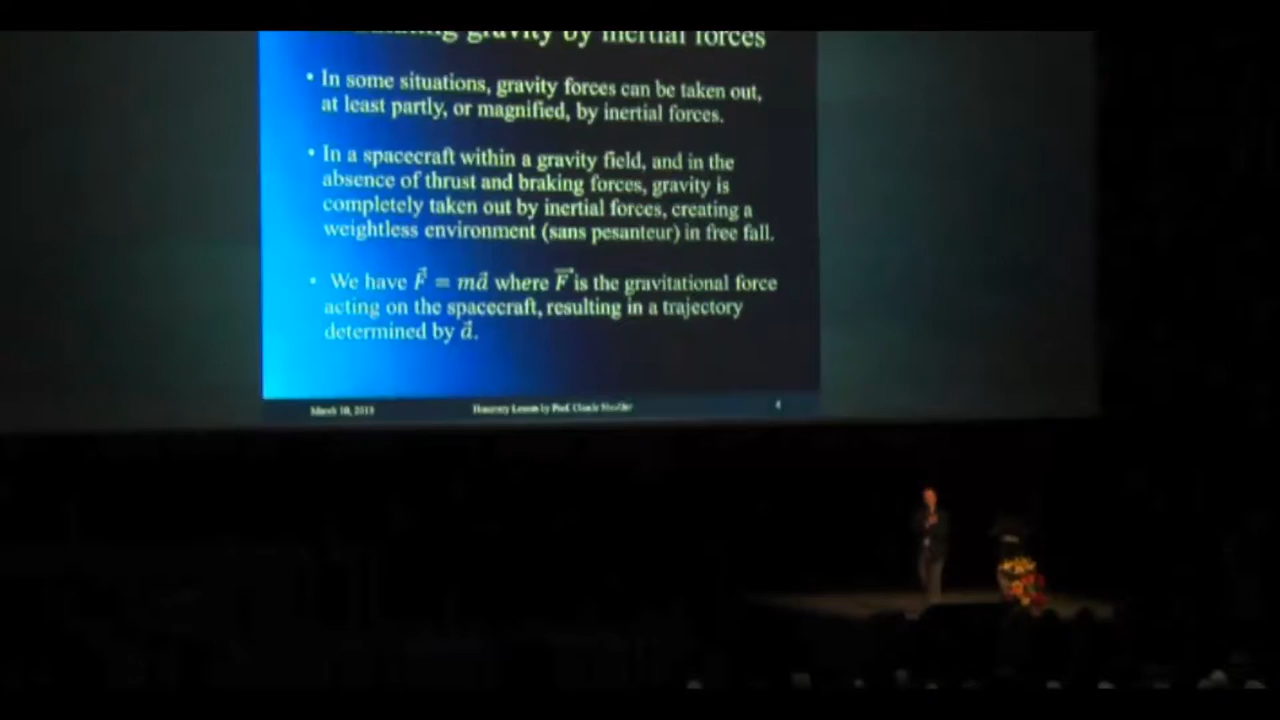 gravity by inertial forces
• In some situations, gravity forces can be taken out,
at least partly, or magnified, by inertial forces.
• In a spacecraft within a gravity field, and in the
absence of thrust and braking forces, gravity is
completely taken out by inertial forces, creating a
weightless environment (sans pesanteur) in free fall.
• We have F⃗ = ma⃗ where F⃗ is the gravitational force
acting on the spacecraft, resulting in a trajectory
determined by a⃗.
March 10, Honorary Lesson by Prof. Claude